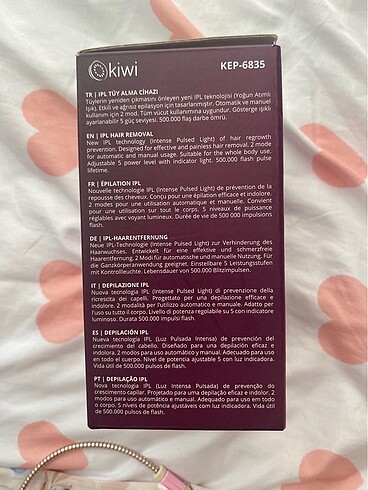 kiwi
KEP-6835
TR | IPL TÜY ALMA CİHAZI
Tüylerin yeniden çıkmasını önleyen yeni IPL teknolojisi (Yoğun Atımlı
Işık). Etkili ve ağrısız epilasyon için tasarlanmıştır. Otomatik ve manuel
kullanım için 2 mod. Tüm vücut kullanımına uygundur. Gösterge ışıklı
ayarlanabilir 5 güç seviyesi. 500.000 flaş darbe ömrü.
EN | IPL HAIR REMOVAL
New IPL technology (Intense Pulsed Light) of hair regrowth
prevention. Designed for effective and painless hair removal. 2 mode
for automatic and manual usage. Suitable for the whole body use.
Adjustable 5 power level with indicator light. 500.000 flash pulse
lifetime.
FR | ÉPILATION IPL
Nouvelle technologie IPL (Intense Pulsed Light) de prévention de la
repousse des cheveux. Conçu pour une épilation efficace et indolore.
2 modes pour une utilisation automatique et manuelle. Convient
pour une utilisation sur tout le corps. 5 niveaux de puissance
réglables avec voyant lumineux. Durée de vie de 500 000 impulsions
flash.
DE | IPL-HAARENTFERNUNG
Neue IPL-Technologie (Intense Pulsed Light) zur Verhinderung des
Haarwuchses. Entwickelt für eine effektive und schmerzfreie
Haarentfernung. 2 Modi für automatische und manuelle Nutzung. Für
die Ganzkörperanwendung geeignet. Einstellbare 5 Leistungsstufen
mit Kontrollleuchte. Lebensdauer von 500.000 Blitzimpulsen.
IT | DEPILAZIONE IPL
Nuova tecnologia IPL (Intense Pulsed Light) di prevenzione della
ricrescita dei capelli. Progettato per una depilazione efficace e
indolore. 2 modalità per l'utilizzo automatico e manuale. Adatto per
l'uso su tutto il corpo. Livello di potenza regolabile su 5 con indicatore
luminoso. Durata 500.000 impulsi flash.
ES | DEPILACIÓN IPL
Nueva tecnología IPL (Luz Pulsada Intensa) de prevención del
crecimiento del cabello. Diseñado para una depilación eficaz e
indolora. 2 modos para uso automático y manual. Adecuado para uso
en todo el cuerpo. Nivel de potencia ajustable 5 con luz indicadora.
Vida útil de 500.000 pulsos de flash.
PT | DEPILAÇÃO IPL
Nova tecnologia IPL (Luz Intensa Pulsada) de prevenção do
crescimento capilar. Projetado para uma depilação eficaz e indolor. 2
modos para uso automático e manual. Adequado para uso em todo
o corpo. 5 níveis de potência ajustáveis com luz indicadora. Vida útil
de 500.000 pulsos de flash.